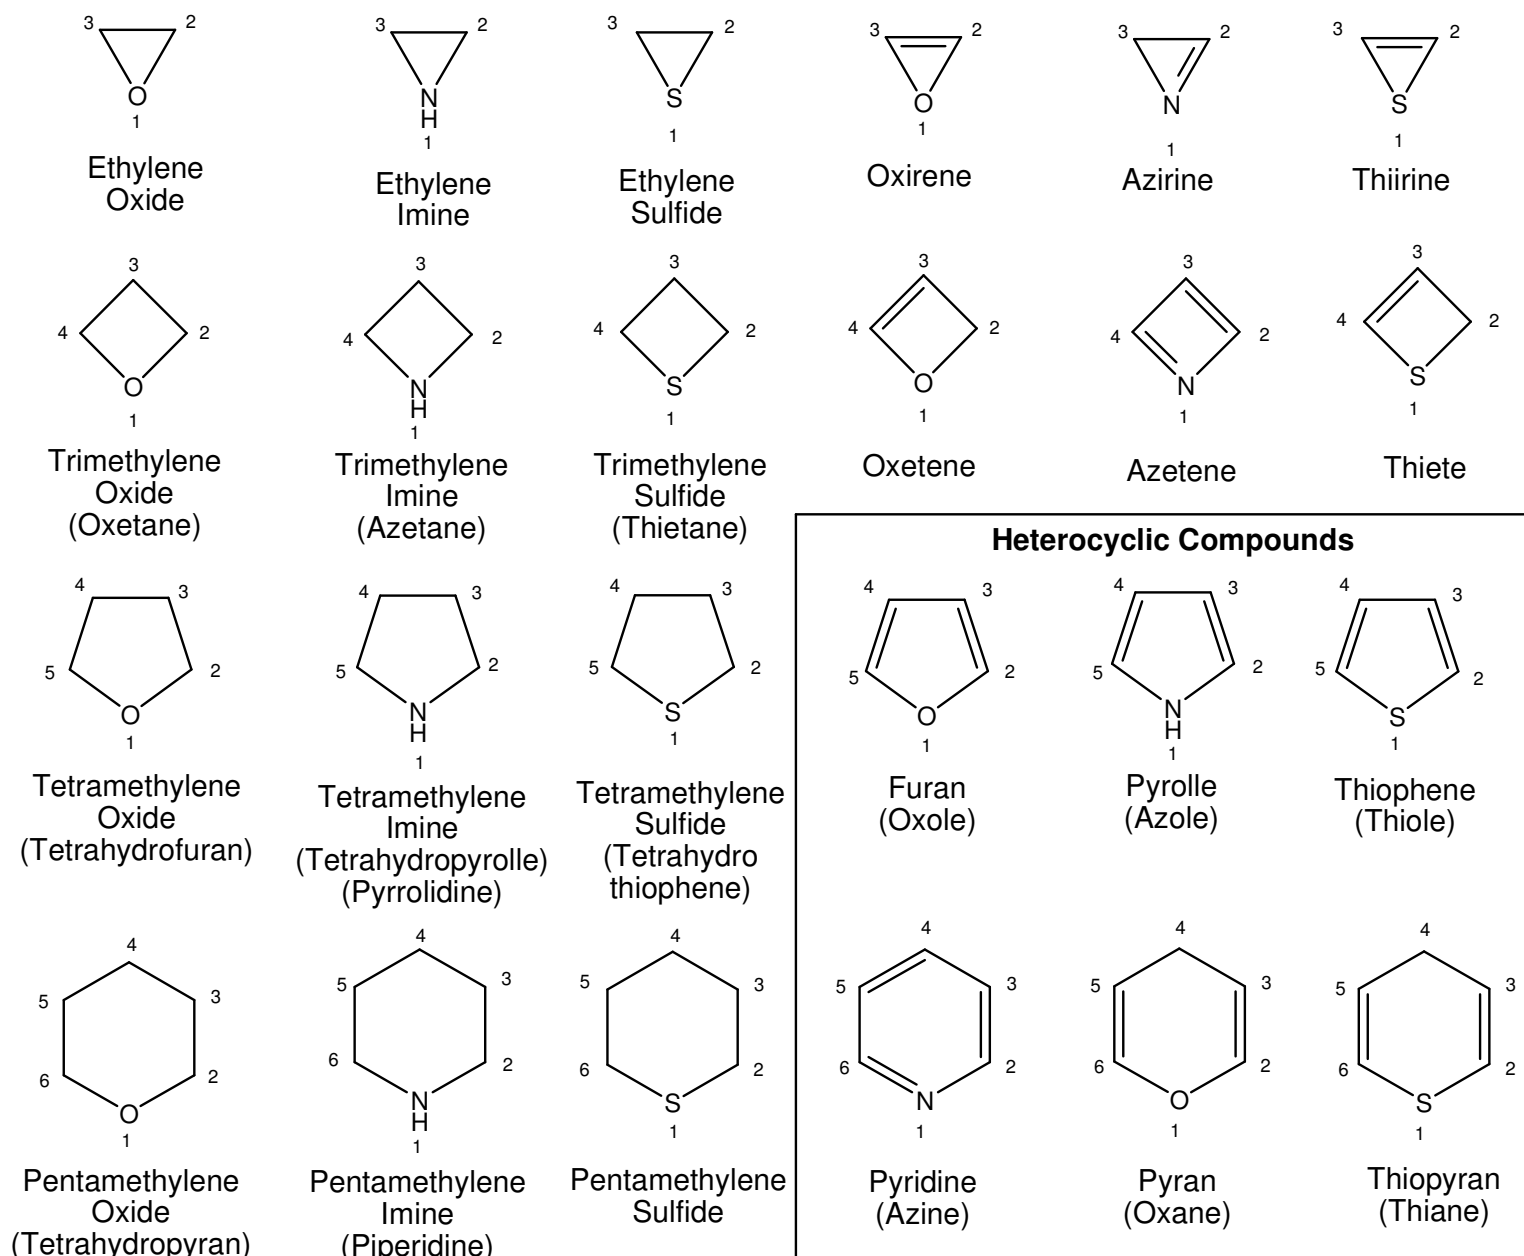 3 2
O
1
Ethylene
Oxide
3 2
N
H
1
Ethylene
Imine
3 2
S
1
Ethylene
Sulfide
3 2
O
1
Oxirene
3 2
N
1
Azirine
3 2
S
1
Thiirine
3
4 2
O
1
Trimethylene
Oxide
(Oxetane)
3
4 2
N
H
1
Trimethylene
Imine
(Azetane)
3
4 2
S
1
Trimethylene
Sulfide
(Thietane)
3
4 2
O
1
Oxetene
3
4 2
N
1
Azetene
3
4 2
S
1
Thiete
Heterocyclic Compounds
4 3
5 2
O
1
Tetramethylene
Oxide
(Tetrahydrofuran)
4 3
5 2
N
H
1
Tetramethylene
Imine
(Tetrahydropyrolle)
(Pyrrolidine)
4 3
5 2
S
1
Tetramethylene
Sulfide
(Tetrahydro
thiophene)
4 3
5 2
O
1
Furan
(Oxole)
4 3
5 2
N
H
1
Pyrolle
(Azole)
4 3
5 2
S
1
Thiophene
(Thiole)
4
5 3
6 2
O
1
Pentamethylene
Oxide
(Tetrahydropyran)
4
5 3
6 2
N
H
1
Pentamethylene
Imine
(Piperidine)
4
5 3
6 2
S
1
Pentamethylene
Sulfide
4
5 3
6 2
N
1
Pyridine
(Azine)
4
5 3
6 2
O
1
Pyran
(Oxane)
4
5 3
6 2
S
1
Thiopyran
(Thiane)